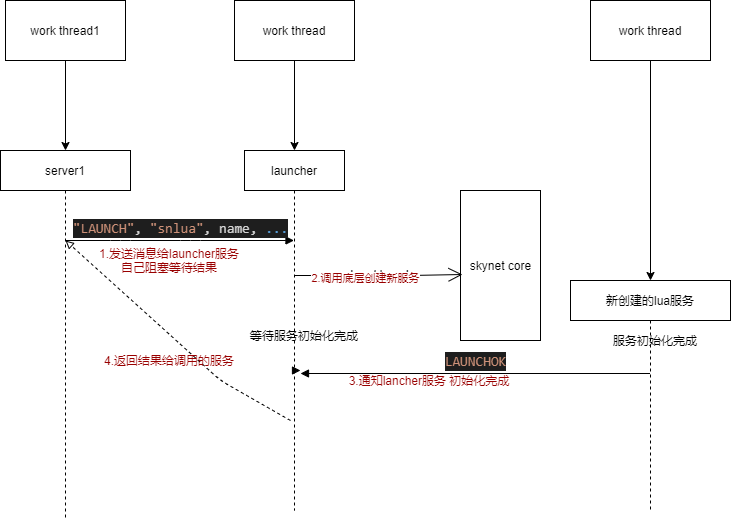 work thread1
work thread
work thread
server1
launcher
"LAUNCH", "snlua", name, ...
1.发送消息给launcher服务
自己阻塞等待结果
2.调用底层创建新服务
skynet core
新创建的lua服务
等待服务初始化完成
服务初始化完成
4.返回结果给调用的服务
LAUNCHOK
3.通知lancher服务 初始化完成